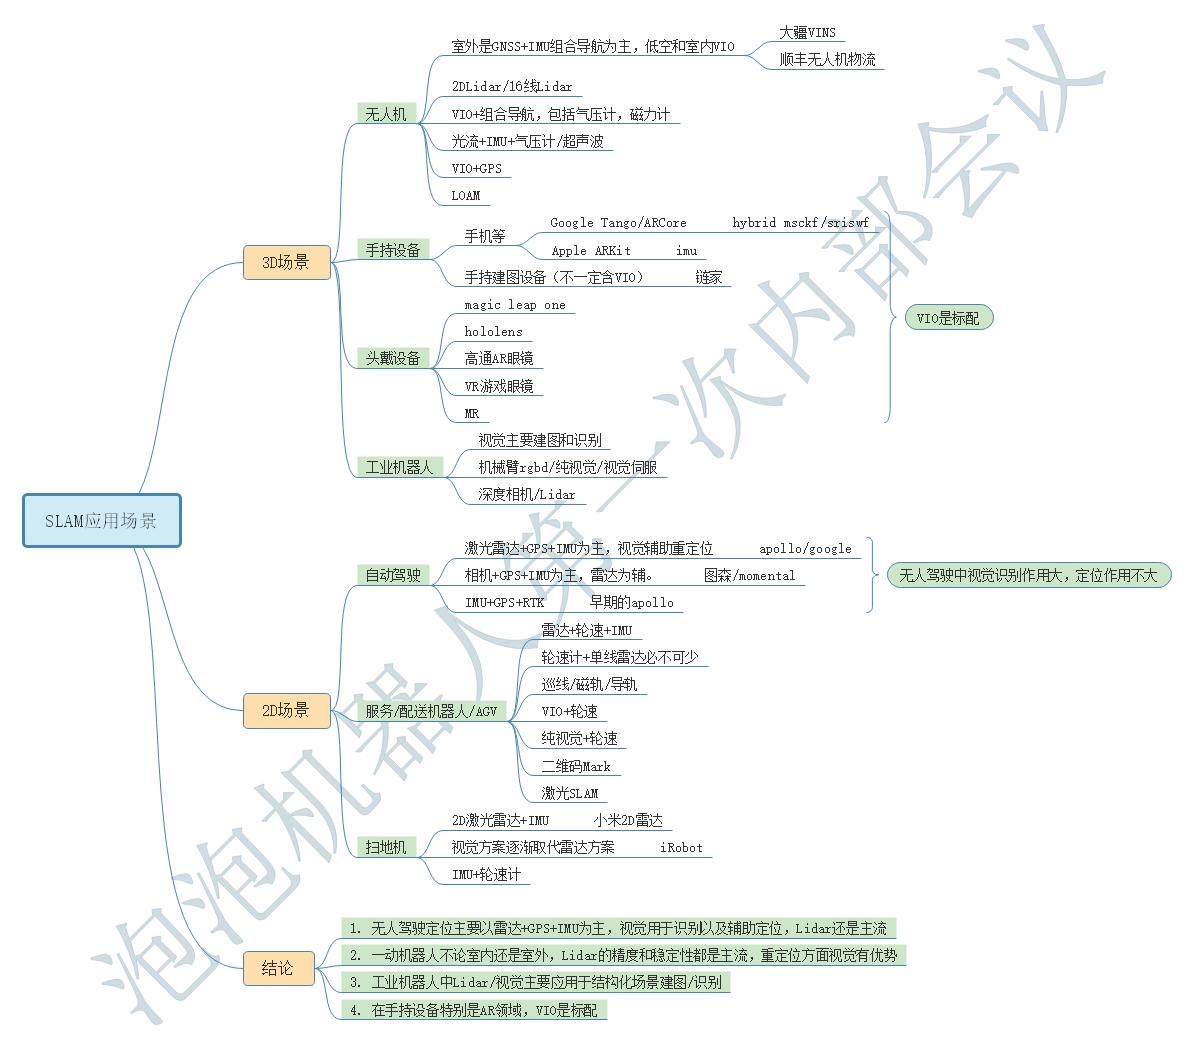 SLAM应用场景
3D场景
无人机
室外是GNSS+IMU组合导航为主，低空和室内VIO
大疆VINS
顺丰无人机物流
2DLidar/16线Lidar
VIO+组合导航，包括气压计，磁力计
光流+IMU+气压计/超声波
VIO+GPS
LOAM
手持设备
手机等
Google Tango/ARCore hybrid msckf/sriswf
Apple ARKit imu
手持建图设备（不一定含VIO） 链家
头戴设备
magic leap one
hololens
高通AR眼镜
VR游戏眼镜
MR
VIO是标配
工业机器人
视觉主要建图和识别
机械臂rgbd/纯视觉/视觉伺服
深度相机/Lidar
2D场景
自动驾驶
激光雷达+GPS+IMU为主，视觉辅助重定位 apollo/google
相机+GPS+IMU为主，雷达为辅。 图森/momental
IMU+GPS+RTK 早期的apollo
无人驾驶中视觉识别作用大，定位作用不大
服务/配送机器人/AGV
雷达+轮速+IMU
轮速计+单线雷达必不可少
巡线/磁轨/导轨
VIO+轮速
纯视觉+轮速
二维码Mark
激光SLAM
扫地机
2D激光雷达+IMU 小米2D雷达
视觉方案逐渐取代雷达方案 iRobot
IMU+轮速计
结论
1. 无人驾驶定位主要以雷达+GPS+IMU为主，视觉用于识别以及辅助定位，Lidar还是主流
2. 一动机器人不论室内还是室外，Lidar的精度和稳定性都是主流，重定位方面视觉有优势
3. 工业机器人中Lidar/视觉主要应用于结构化场景建图/识别
4. 在手持设备特别是AR领域，VIO是标配
泡泡机器人第一次内部会议